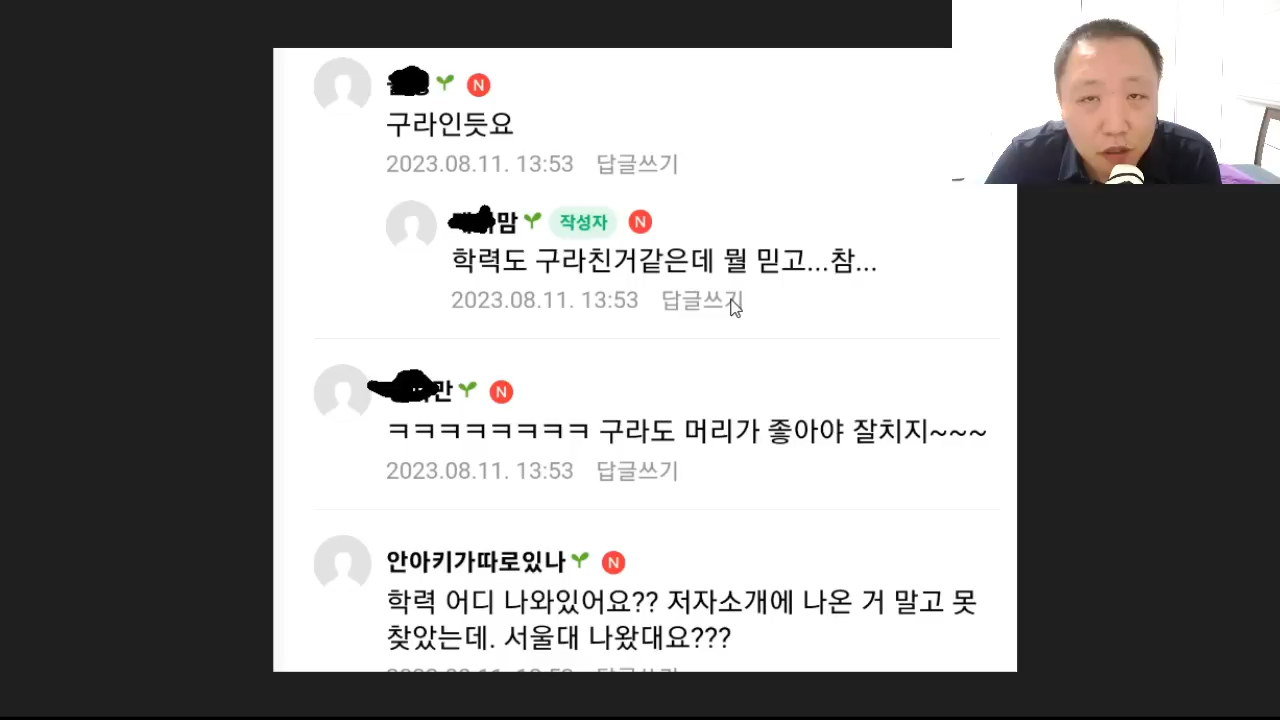 N
구라인듯요
2023.08.11. 13:53 답글쓰기
맘 작성자 N
학력도 구라친거같은데 뭘 믿고...참...
2023.08.11. 13:53 답글쓰기
만 N
ㅋㅋㅋㅋㅋㅋㅋㅋ 구라도 머리가 좋아야 잘치지~~~
2023.08.11. 13:53 답글쓰기
안아키가따로있나 N
학력 어디 나와있어요?? 저자소개에 나온 거 말고 못
찾았는데. 서울대 나왔대요???